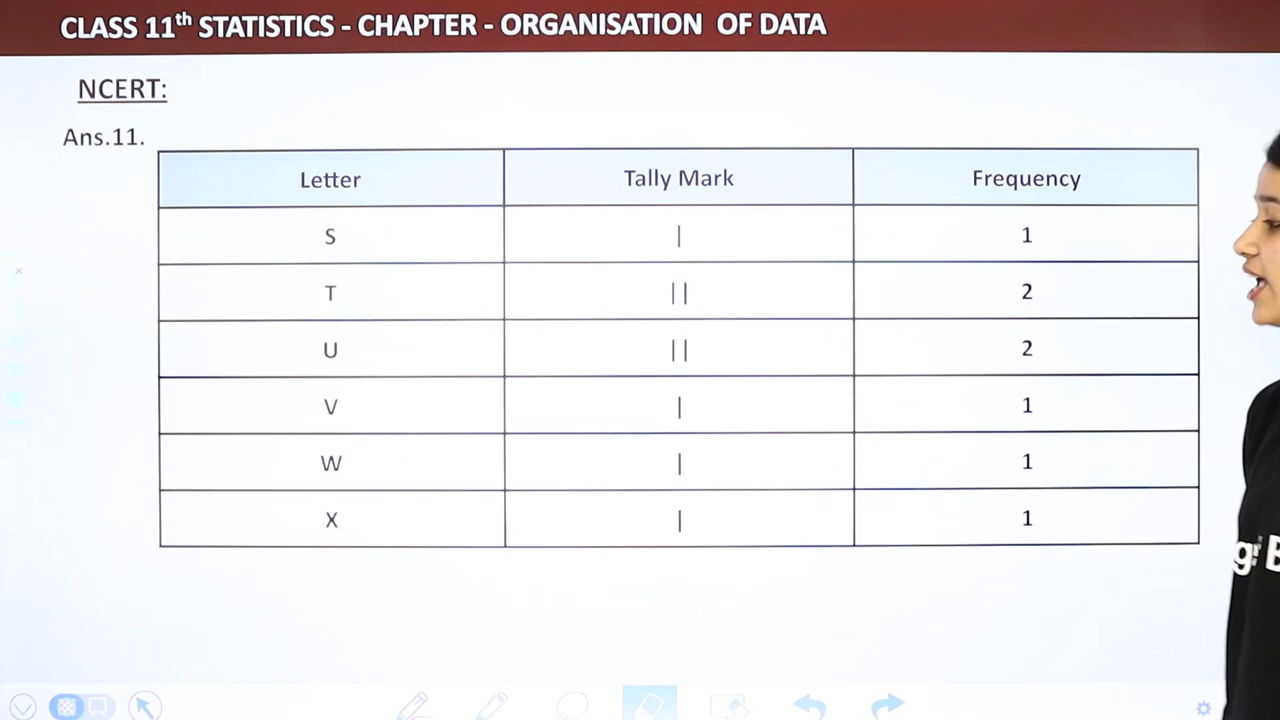 CLASS 11th STATISTICS - CHAPTER - ORGANISATION OF DATA
NCERT:
Ans.11.
Letter Tally Mark Frequency
S | 1
T || 2
U || 2
V | 1
W | 1
X | 1